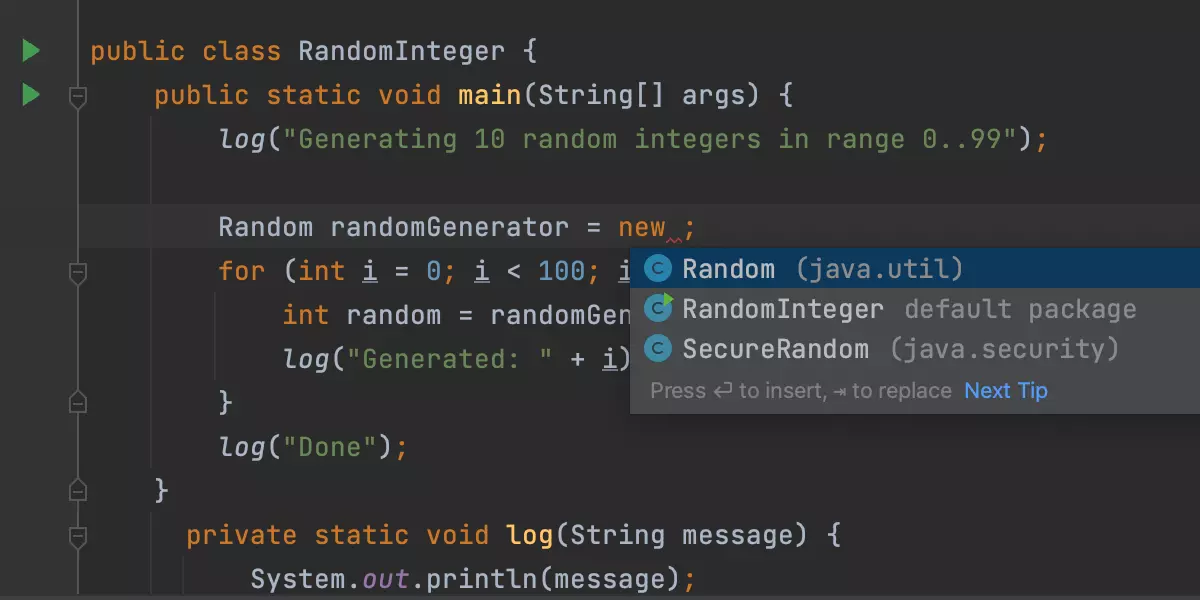 public class RandomInteger {
public static void main(String[] args) {
log("Generating 10 random integers in range 0..99");
Random randomGenerator = new ;
for (int i = 0; i < 100; i
int random = randomGen
log("Generated: " + i)
}
log("Done");
}
private static void log(String message) {
System.out.println(message);
Random (java.util)
RandomInteger default package
SecureRandom (java.security)
Press ↵ to insert, ⇥ to replace Next Tip